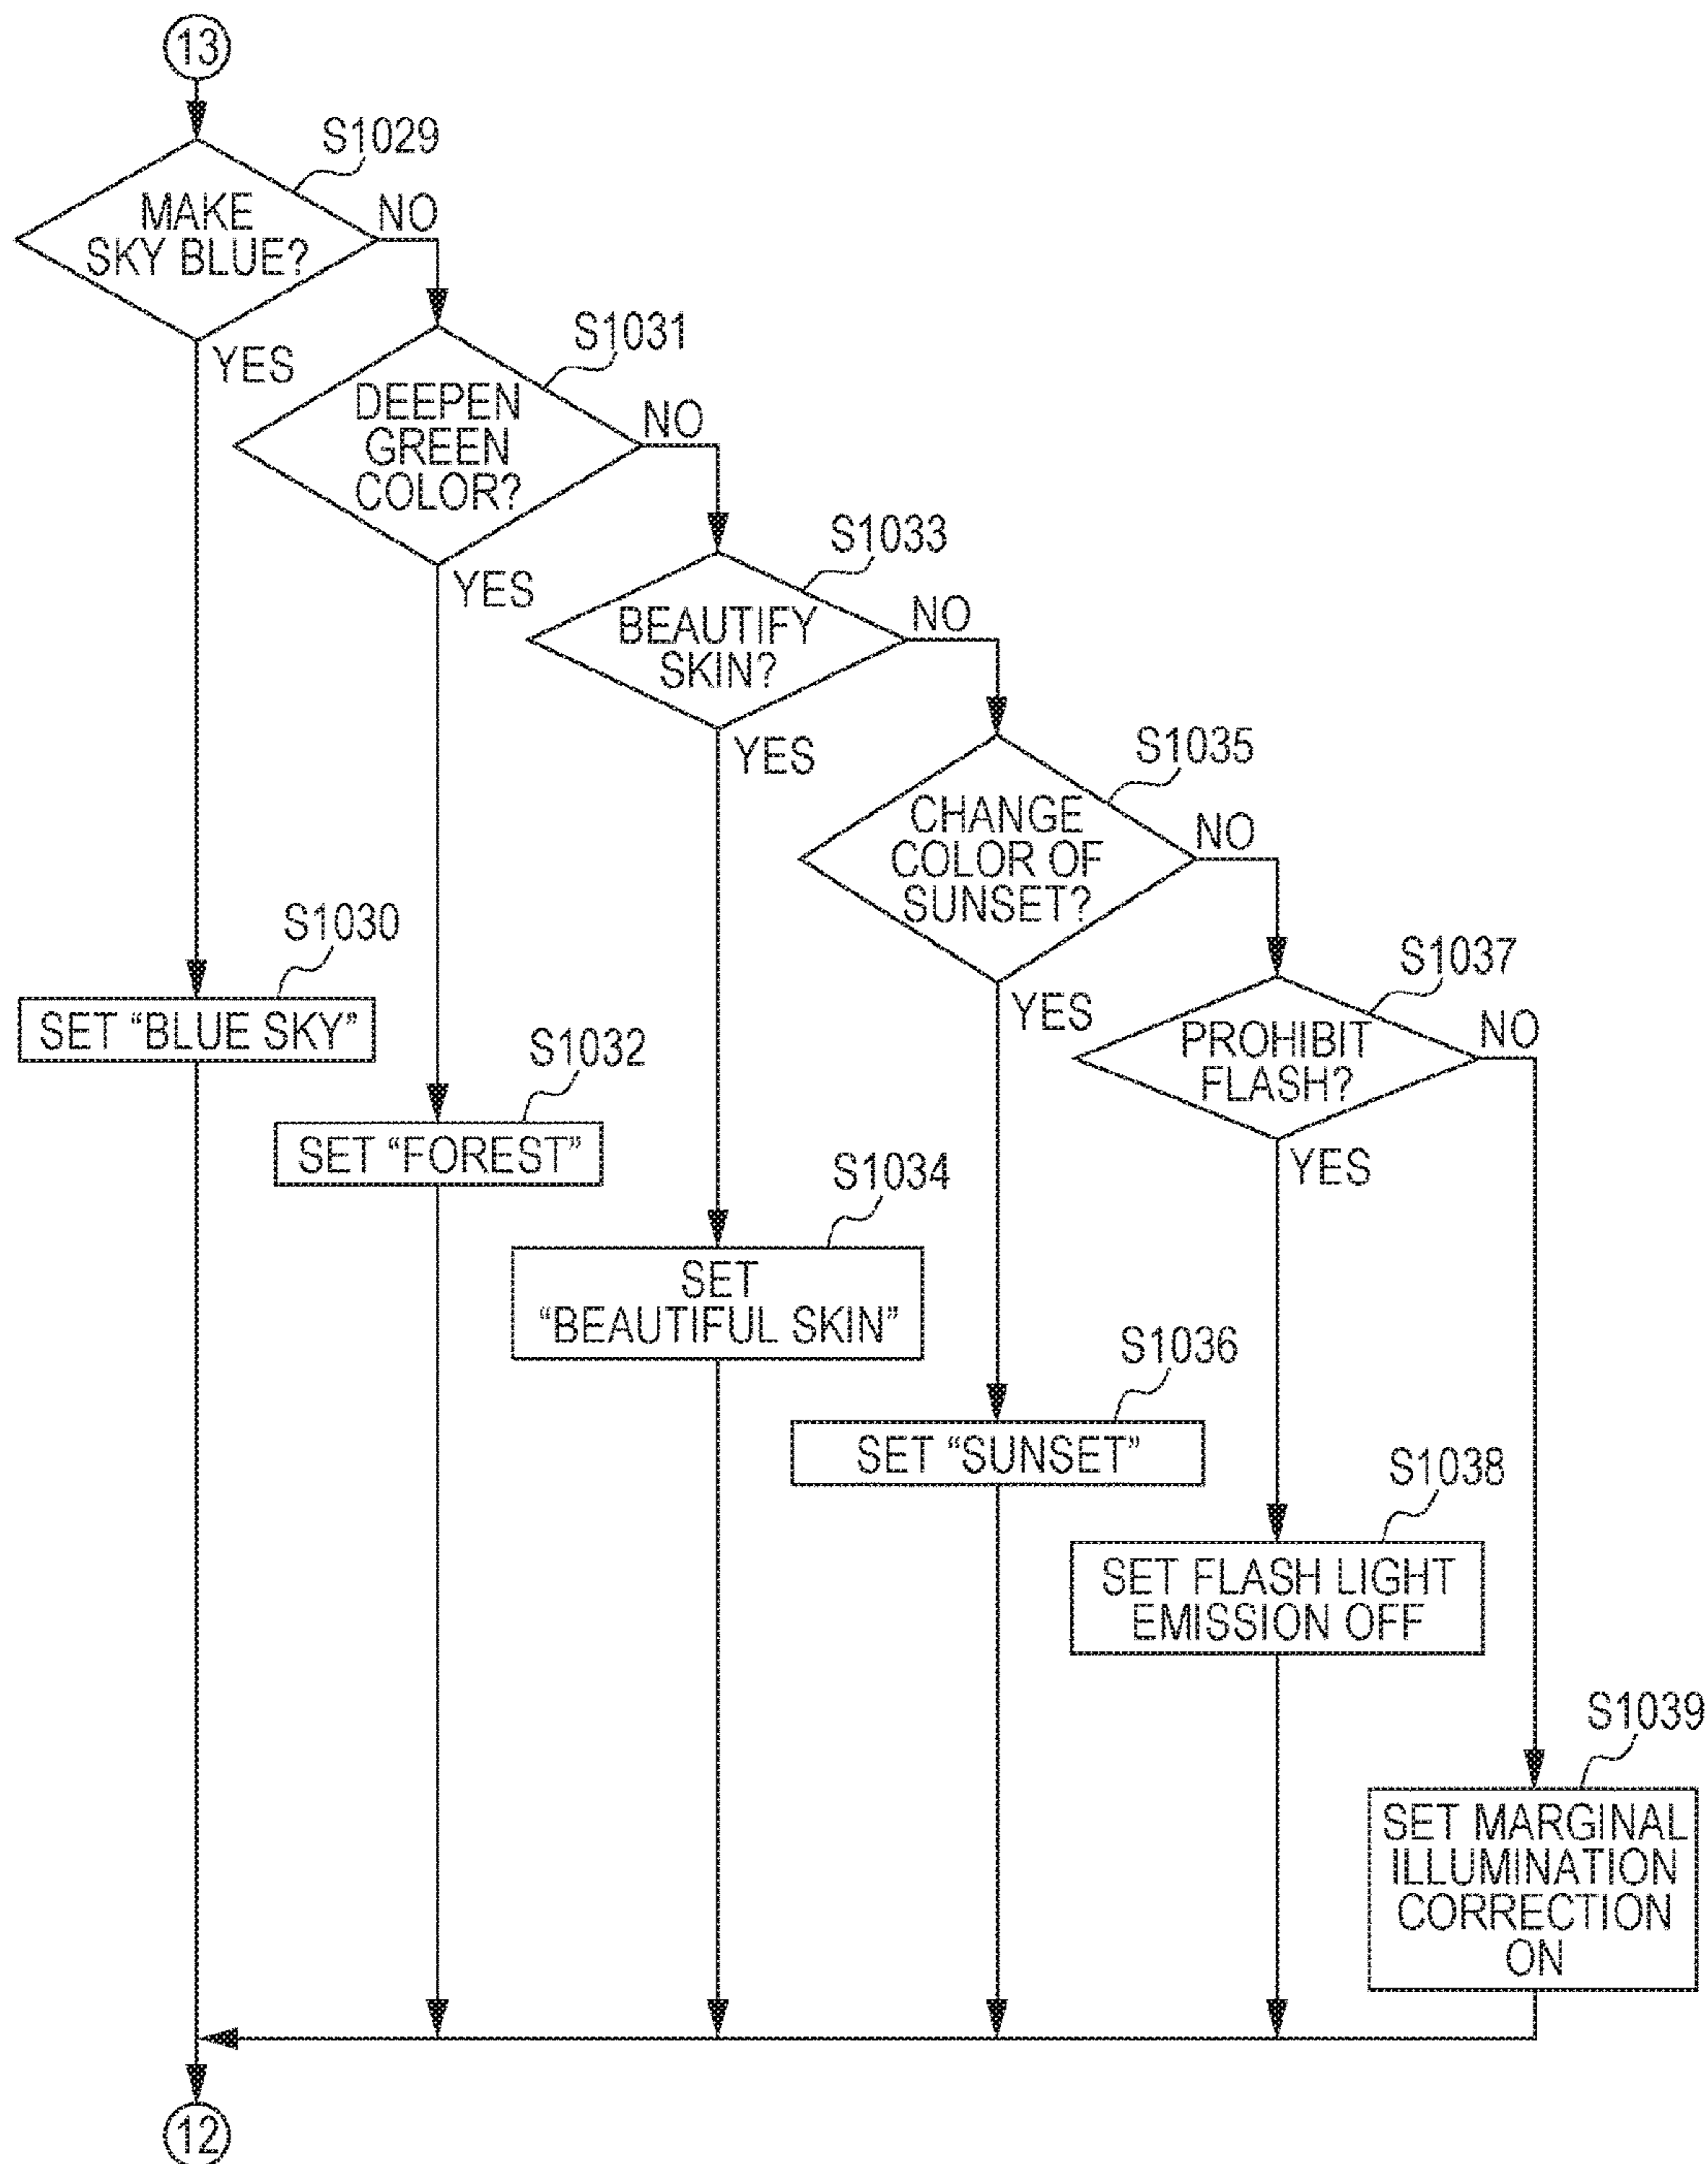 13
S1029
MAKE
SKY BLUE?
NO
YES
S1031
DEEPEN
GREEN
COLOR?
NO
YES
S1033
BEAUTIFY
SKIN?
NO
YES
S1035
CHANGE
COLOR OF
SUNSET?
NO
YES
S1037
PROHIBIT
FLASH?
NO
YES
S1030
SET “BLUE SKY”
S1032
SET “FOREST”
S1034
SET
“BEAUTIFUL SKIN”
S1036
SET “SUNSET”
S1038
SET FLASH LIGHT
EMISSION OFF
S1039
SET MARGINAL
ILLUMINATION
CORRECTION
ON
12